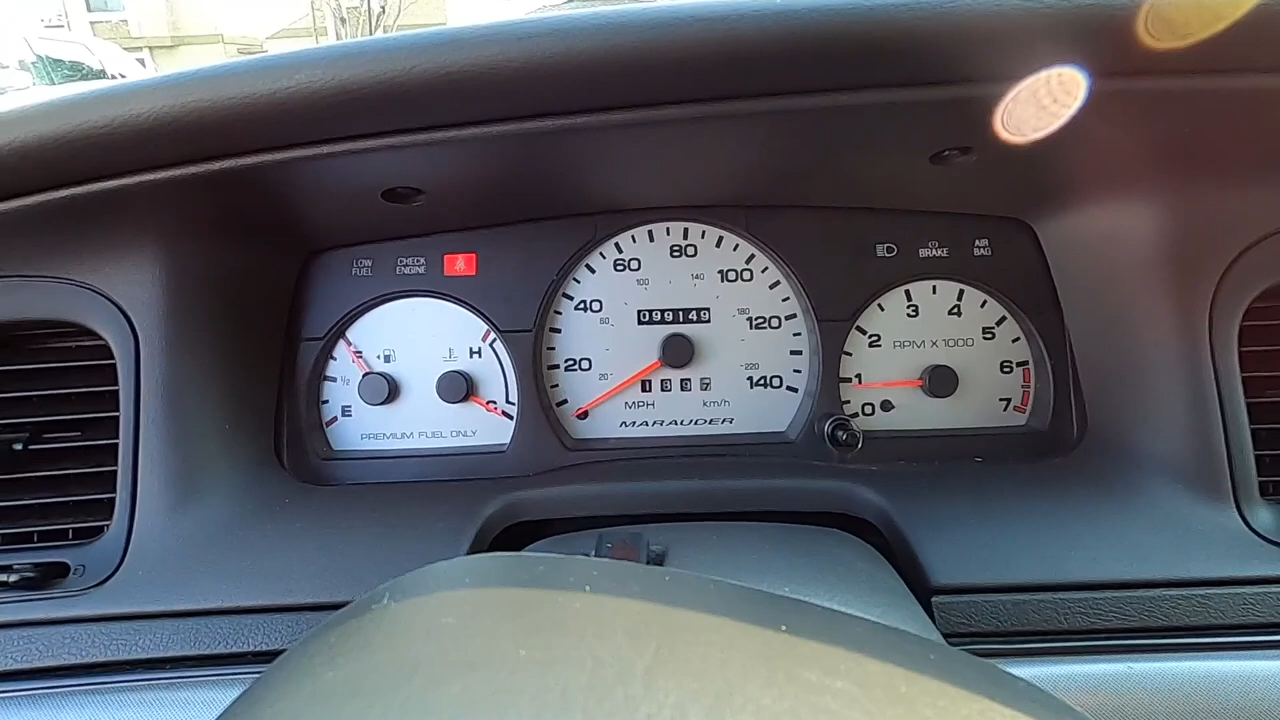 LOW FUEL
CHECK ENGINE
BRAKE
AIR BAG
F
1/2
E
H
C
PREMIUM FUEL ONLY
20
40
60
80
100
120
140
20
60
100
140
180
220
099149
MPH
km/h
MARAUDER
0
1
2
3
4
5
6
7
RPM X 1000